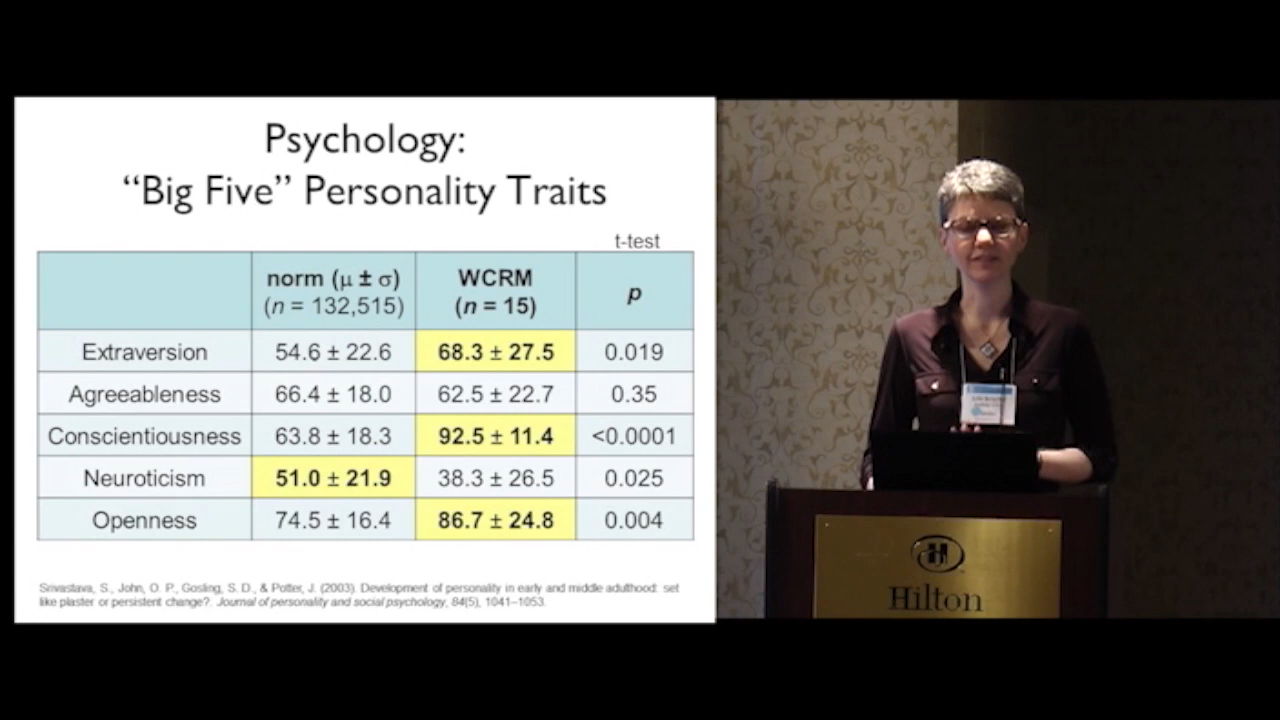 Psychology:
“Big Five” Personality Traits
t-test
norm (μ ± σ) WCRM p
(n = 132,515) (n = 15)
Extraversion 54.6 ± 22.6 68.3 ± 27.5 0.019
Agreeableness 66.4 ± 18.0 62.5 ± 22.7 0.35
Conscientiousness 63.8 ± 18.3 92.5 ± 11.4 <0.0001
Neuroticism 51.0 ± 21.9 38.3 ± 26.5 0.025
Openness 74.5 ± 16.4 86.7 ± 24.8 0.004
Srivastava, S., John, O. P., Gosling, S. D., & Potter, J. (2003). Development of personality in early and middle adulthood: set
like plaster or persistent change?. Journal of personality and social psychology, 84(5), 1041–1053.
Hilton